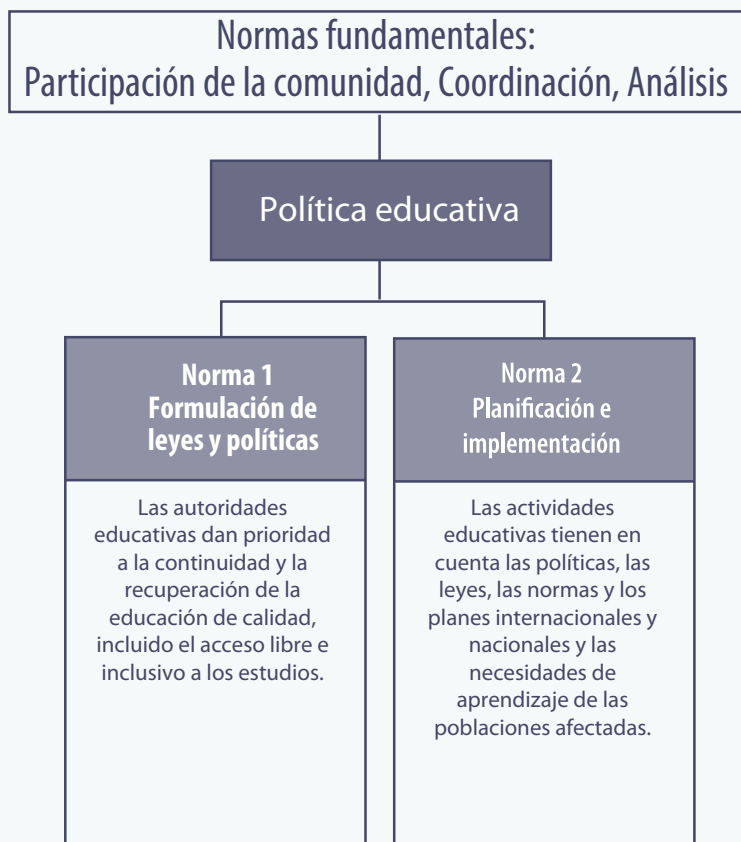 Normas fundamentales:
Participación de la comunidad, Coordinación, Análisis
Política educativa
Norma 1
Formulación de
leyes y políticas
Las autoridades
educativas dan prioridad
a la continuidad y la
recuperación de la
educación de calidad,
incluido el acceso libre e
inclusivo a los estudios.
Norma 2
Planificación e
implementación
Las actividades
educativas tienen en
cuenta las políticas, las
leyes, las normas y los
planes internacionales y
nacionales y las
necesidades de
aprendizaje de las
poblaciones afectadas.